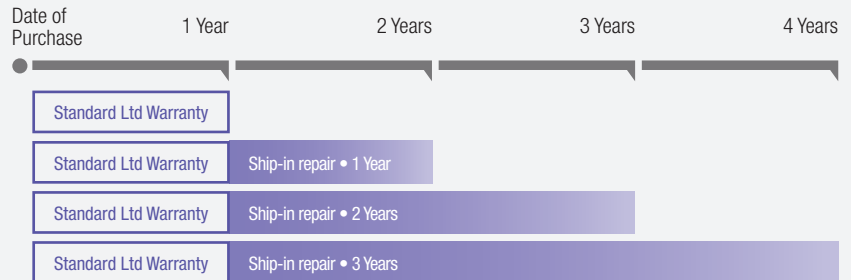 Date of
Purchase
1 Year
2 Years
3 Years
4 Years
Standard Ltd Warranty
Standard Ltd Warranty
Ship-in repair • 1 Year
Standard Ltd Warranty
Ship-in repair • 2 Years
Standard Ltd Warranty
Ship-in repair • 3 Years